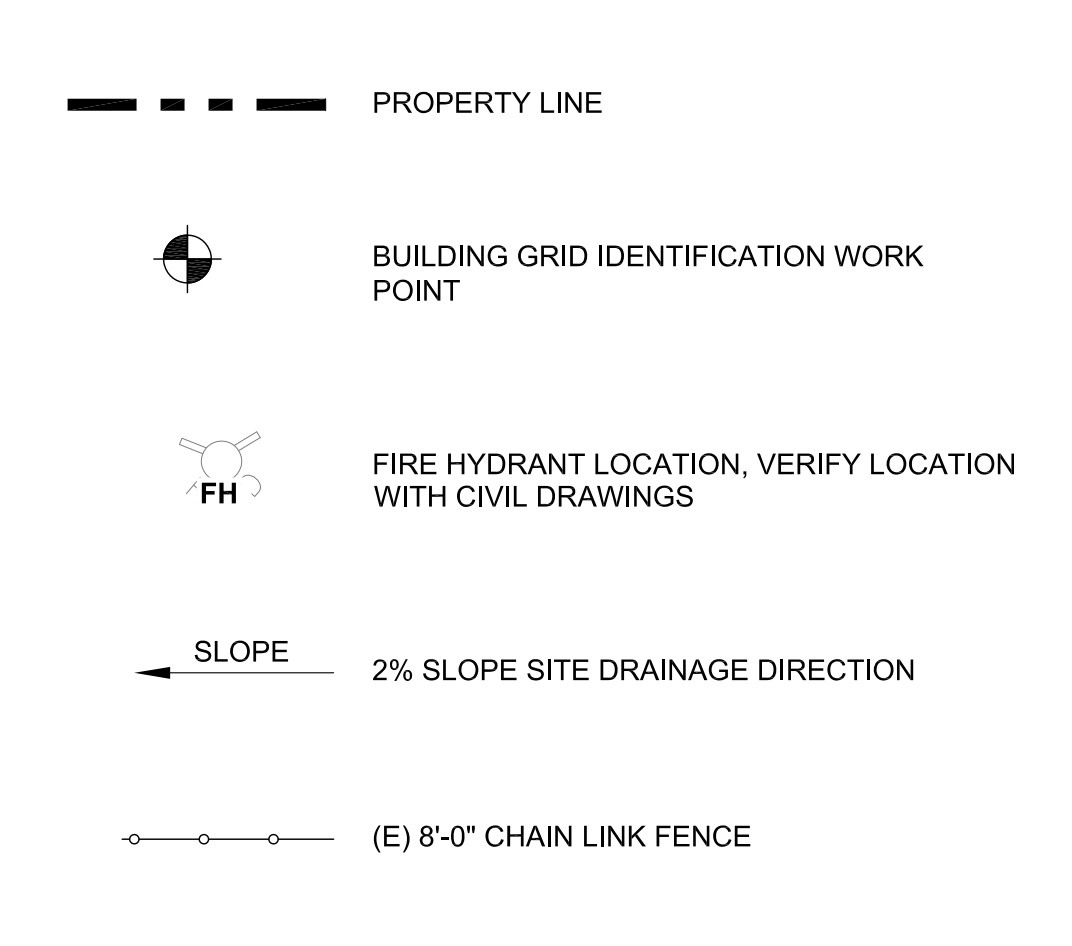 PROPERTY LINE
BUILDING GRID IDENTIFICATION WORK
POINT
FIRE HYDRANT LOCATION, VERIFY LOCATION
FH
WITH CIVIL DRAWINGS
SLOPE
2% SLOPE SITE DRAINAGE DIRECTION
(E) 8'-0" CHAIN LINK FENCE